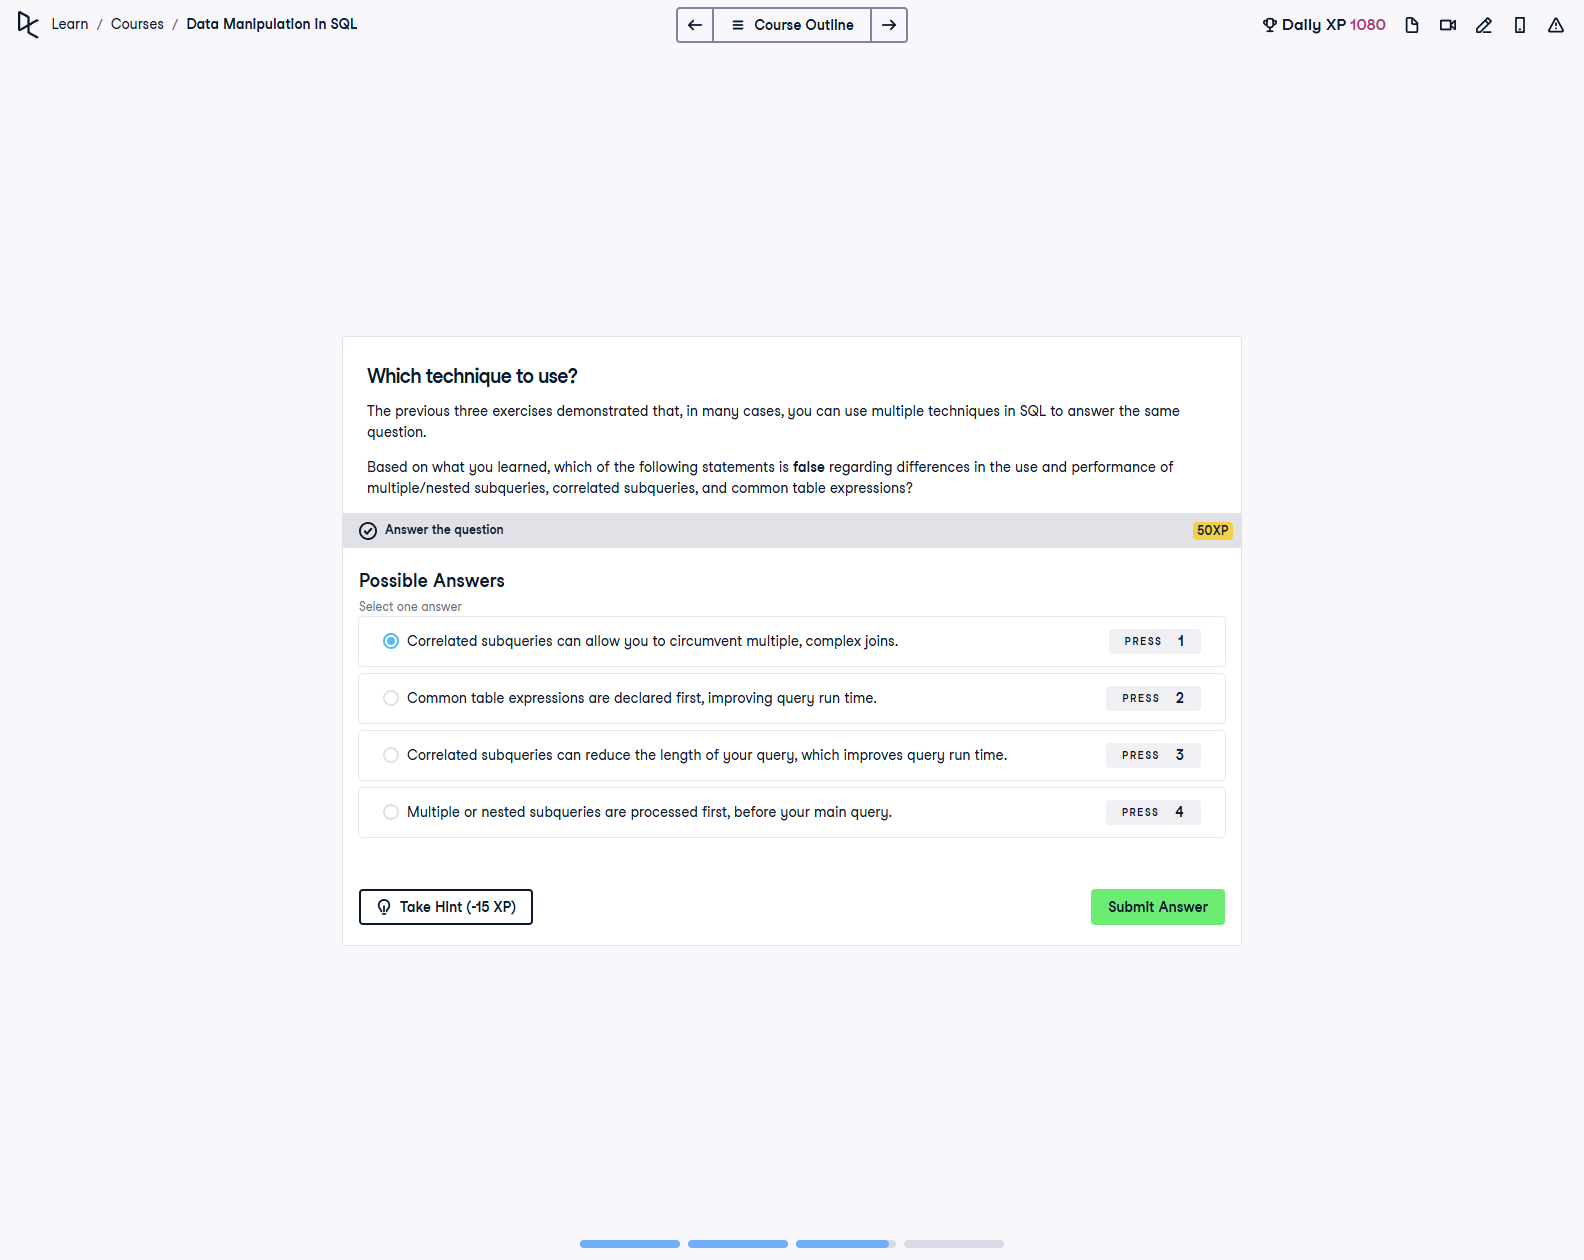 Learn / Courses / Data Manipulation in SQL
Course Outline
Daily XP 1080
Which technique to use?
The previous three exercises demonstrated that, in many cases, you can use multiple techniques in SQL to answer the same
question.
Based on what you learned, which of the following statements is false regarding differences in the use and performance of
multiple/nested subqueries, correlated subqueries, and common table expressions?
Answer the question
50XP
Possible Answers
Select one answer
Correlated subqueries can allow you to circumvent multiple, complex joins.
PRESS 1
Common table expressions are declared first, improving query run time.
PRESS 2
Correlated subqueries can reduce the length of your query, which improves query run time.
PRESS 3
Multiple or nested subqueries are processed first, before your main query.
PRESS 4
Take Hint (-15 XP)
Submit Answer